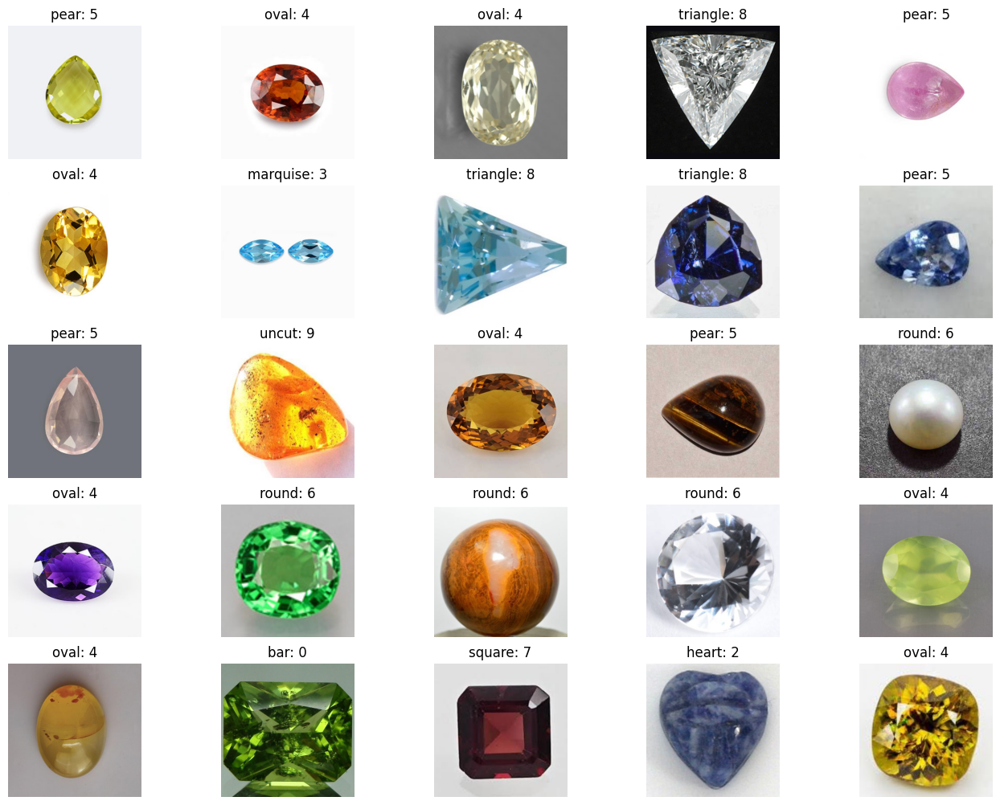 pear: 5
oval: 4
oval: 4
triangle: 8
pear: 5
oval: 4
marquise: 3
triangle: 8
triangle: 8
pear: 5
pear: 5
uncut: 9
oval: 4
pear: 5
round: 6
oval: 4
round: 6
round: 6
round: 6
oval: 4
oval: 4
bar: 0
square: 7
heart: 2
oval: 4